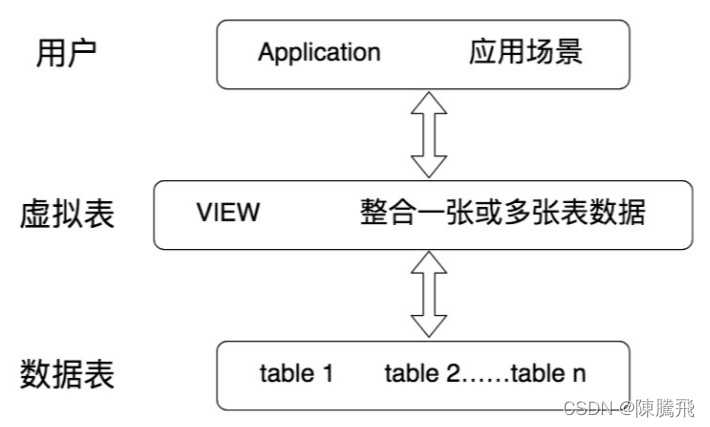 用户 Application 应用场景
虚拟表 VIEW 整合一张或多张表数据
数据表 table 1 table 2……table n
CSDN @陳騰飛